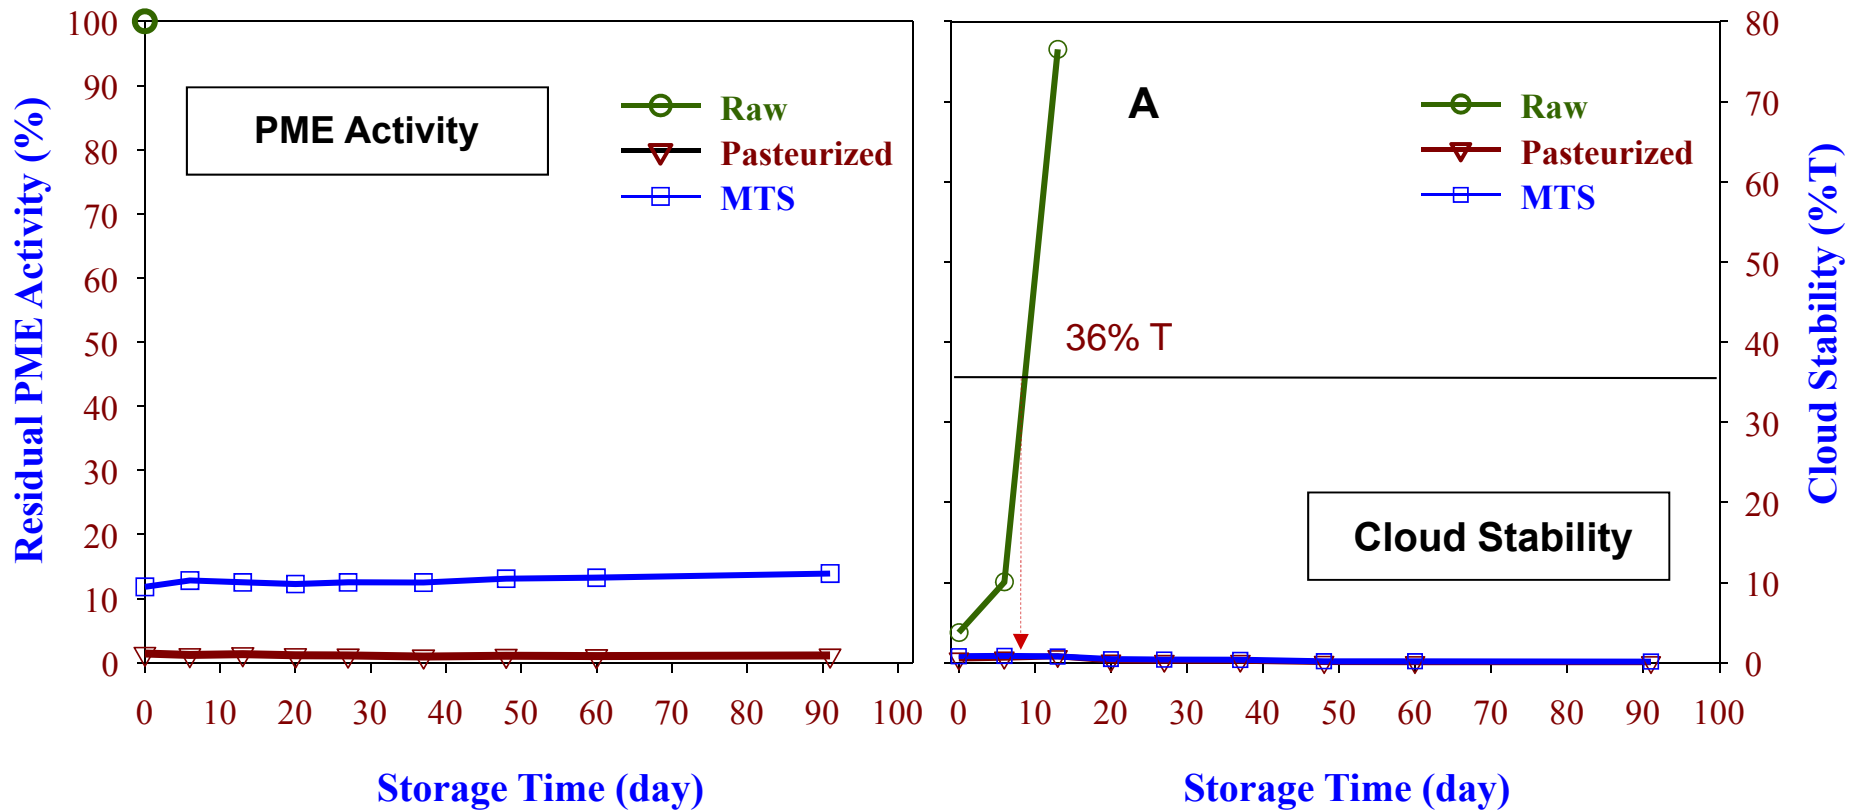 Residual PME Activity (%)
100
90
80
70
60
50
40
30
20
10
0
PME Activity
Raw
Pasteurized
MTS
0 10 20 30 40 50 60 70 80 90 100
Storage Time (day)
A
Raw
Pasteurized
MTS
36% T
Cloud Stability
0 10 20 30 40 50 60 70 80 90 100
Storage Time (day)
80
70
60
50
40
30
20
10
0
Cloud Stability (%T)